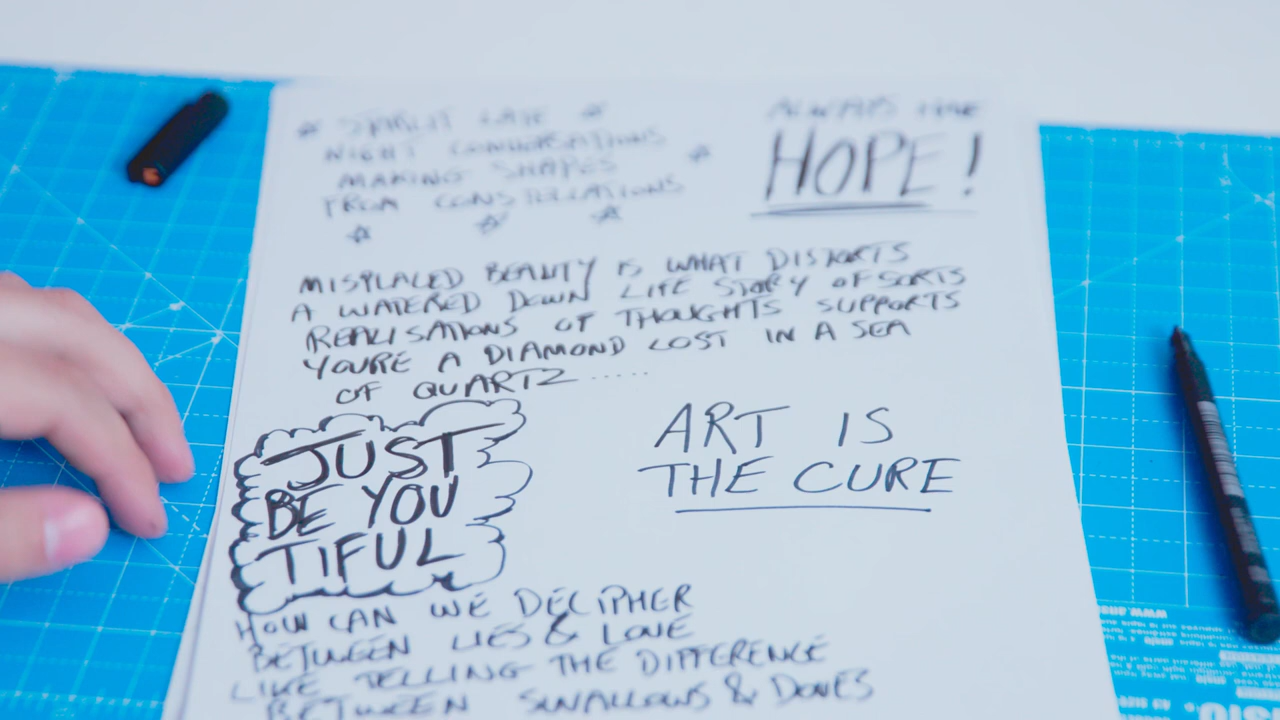 STARLIT LATE
NIGHT CONVERSATIONS
MAKING SHAPES
FROM CONSTELLATIONS
ALWAYS HAVE
HOPE!
MISPLACED BEAUTY IS WHAT DISTORTS
A WATERED DOWN LIFE STORY OF SORTS
REALISATIONS OF THOUGHTS SUPPORTS
YOU'RE A DIAMOND LOST IN A SEA
OF QUARTZ.....
JUST
BE YOU
TIFUL
ART IS
THE CURE
HOW CAN WE DECIPHER
BETWEEN LIES & LOVE
LIKE TELLING THE DIFFERENCE
BETWEEN SWALLOWS & DOVES